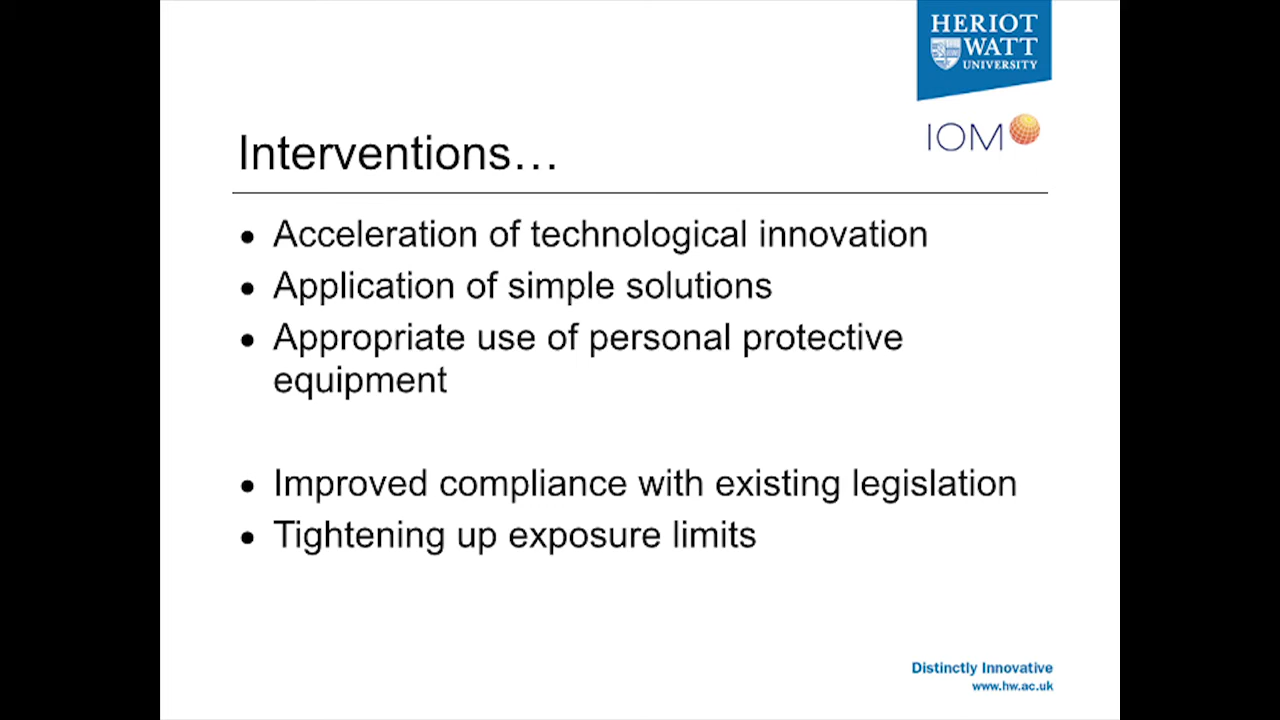 HERIOT
WATT
UNIVERSITY
IOM
Interventions…
• Acceleration of technological innovation
• Application of simple solutions
• Appropriate use of personal protective
equipment
• Improved compliance with existing legislation
• Tightening up exposure limits
Distinctly Innovative
www.hw.ac.uk